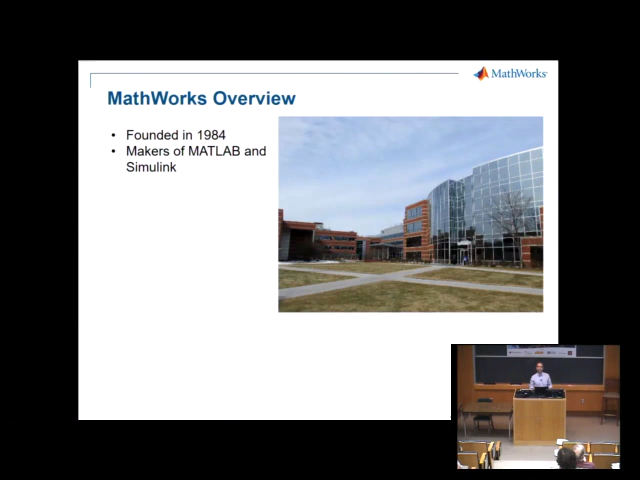 MathWorks
MathWorks Overview
• Founded in 1984
• Makers of MATLAB and
Simulink